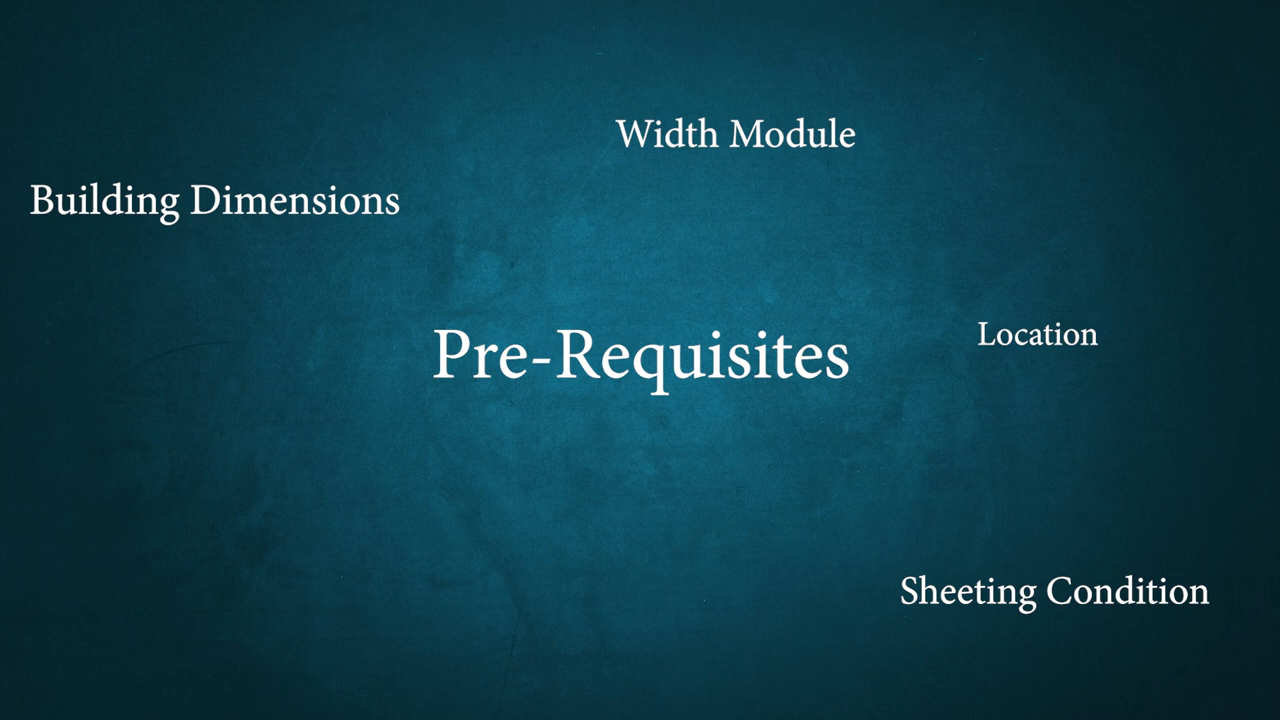 Width Module
Building Dimensions
Pre-Requisites
Location
Sheeting Condition